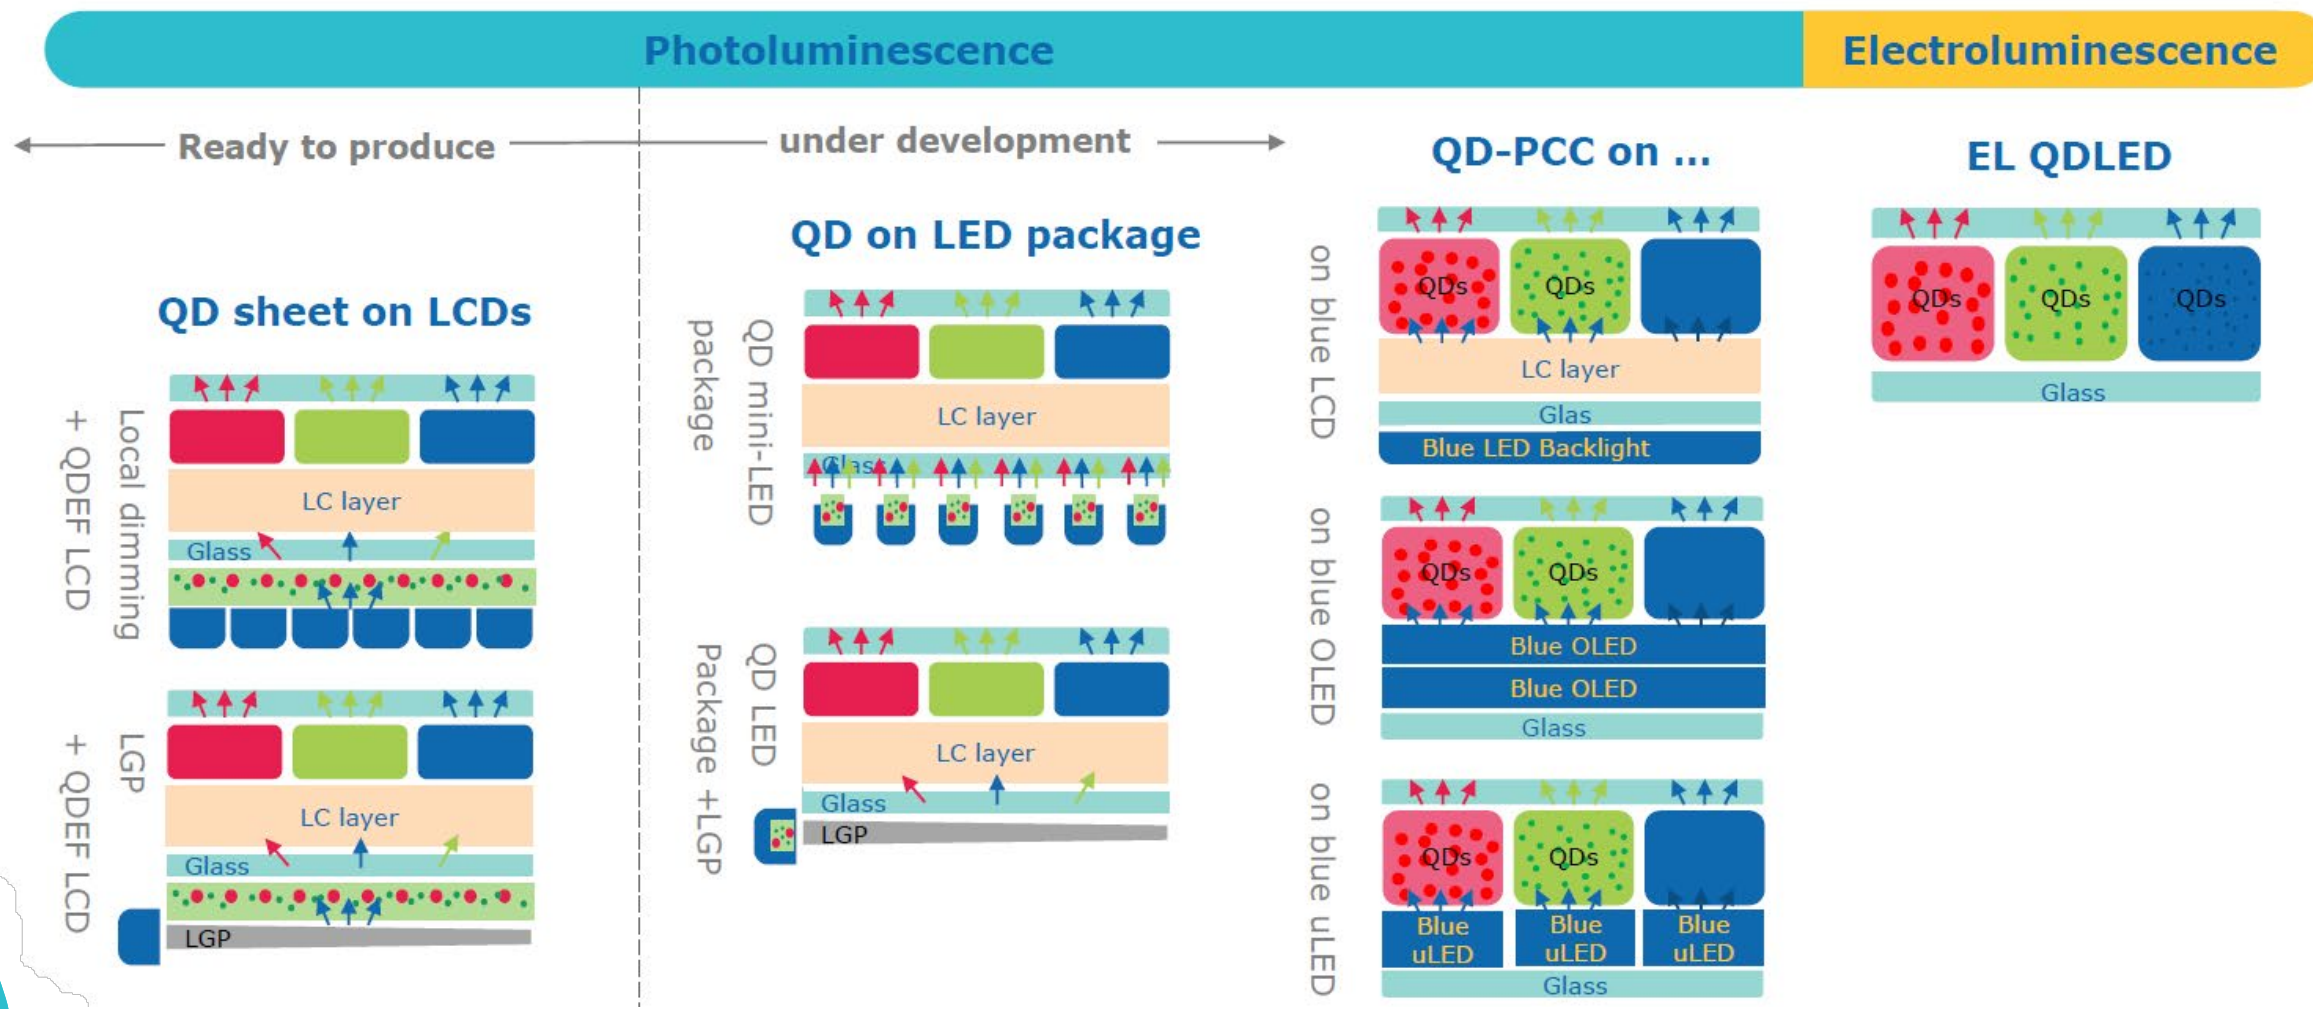 Photoluminescence
Electroluminescence
Ready to produce
under development
QD sheet on LCDs
Local dimming
+ QDEF LCD
LC layer
Glass
LGP
+ QDEF LCD
LC layer
Glass
LGP
QD on LED package
QD mini-LED
package
LC layer
Glass
QD LED
Package +LGP
LC layer
Glass
LGP
QD-PCC on ...
on blue LCD
QDs
QDs
LC layer
Glas
Blue LED Backlight
on blue OLED
QDs
QDs
Blue OLED
Blue OLED
Glass
on blue uLED
QDs
QDs
Blue
uLED
Blue
uLED
Blue
uLED
Glass
EL QDLED
QDs
QDs
QDs
Glass